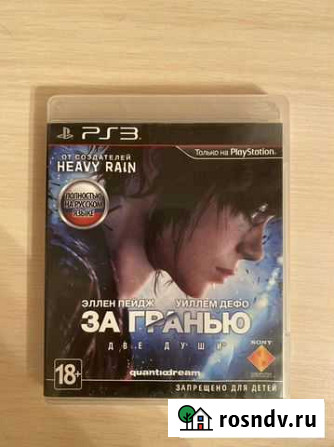 PS3
Только на PlayStation.
ОТ СОЗДАТЕЛЕЙ
HEAVY RAIN
ПОЛНОСТЬЮ
НА РУССКОМ
ЯЗЫКЕ
ЭЛЛЕН ПЕЙДЖ УИЛЛЕМ ДЕФО
ЗА ГРАНЬЮ
ДВЕ ДУШИ
SONY
18+
quanticdream
ЗАПРЕЩЕНО ДЛЯ ДЕТЕЙ
rosndv.ru